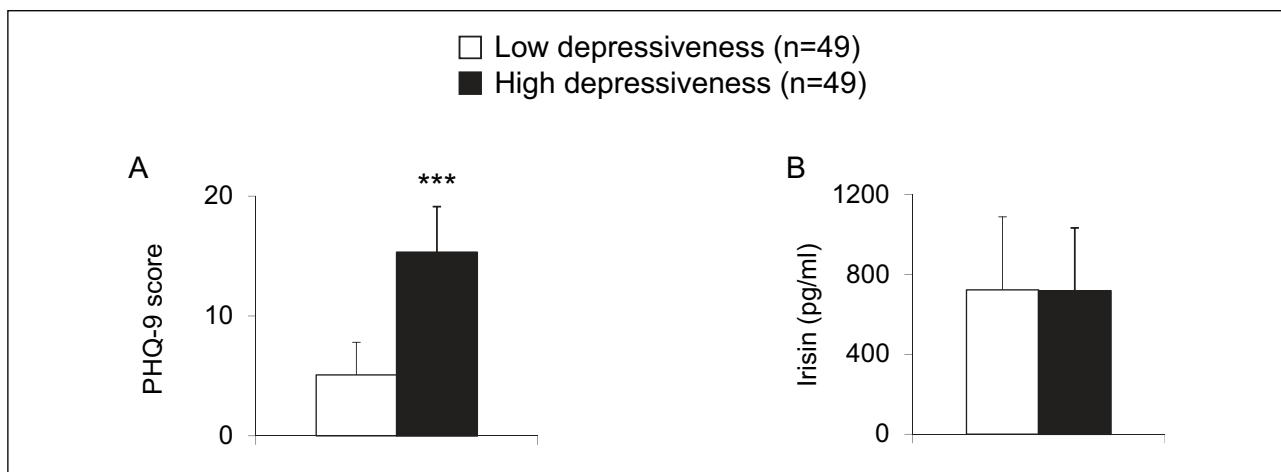 Low depressiveness (n=49)
High depressiveness (n=49)
A
***
20
10
0
PHQ-9 score
B
1200
800
400
0
Irisin (pg/ml)